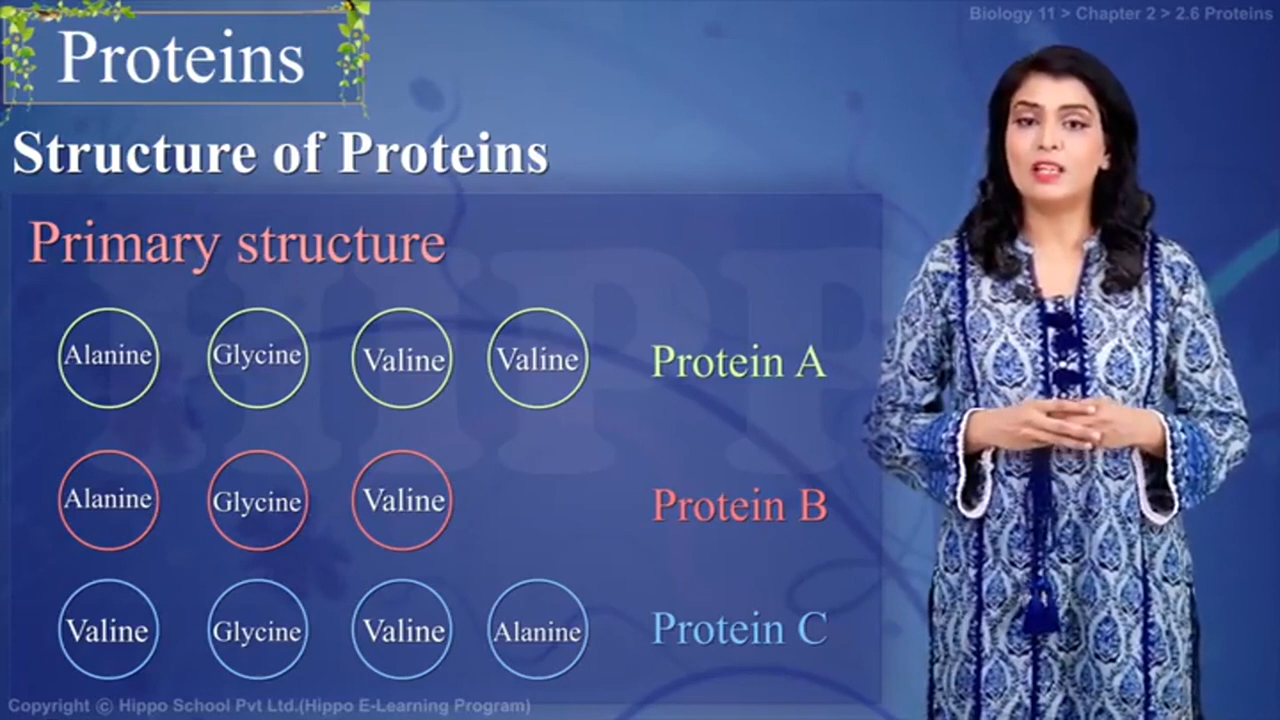 Biology 11 > Chapter 2 > 2.6 Proteins
Proteins
Structure of Proteins
Primary structure
Alanine Glycine Valine Valine Protein A
Alanine Glycine Valine Protein B
Valine Glycine Valine Alanine Protein C
HIPP
Copyright © Hippo School Pvt Ltd.(Hippo E-Learning Program)